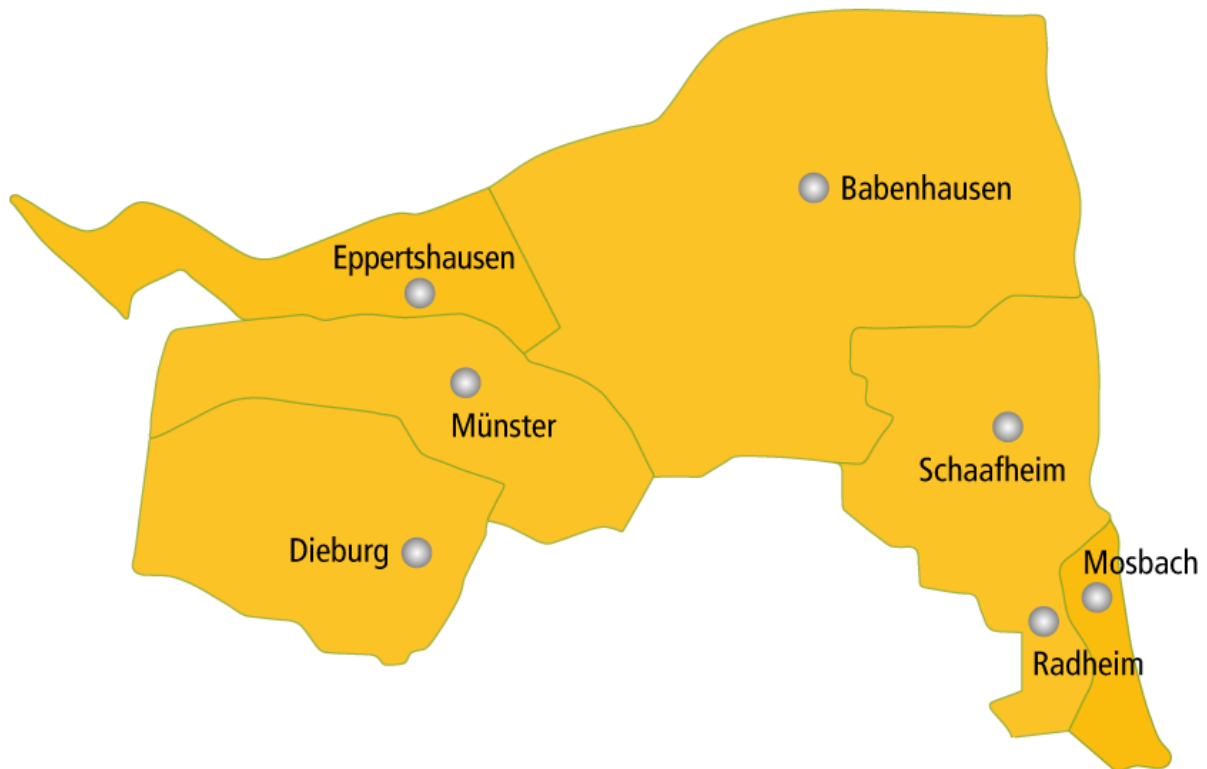 Babenhausen
Eppertshausen
Münster
Schaafheim
Dieburg
Mosbach
Radheim